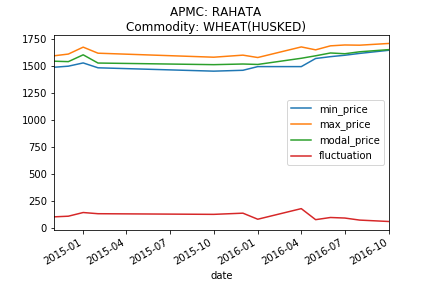 APMC: RAHATA
Commodity: WHEAT(HUSKED)
1750
1500
1250
1000
750
500
250
0
min_price
max_price
modal_price
fluctuation
2015-01
2015-04
2015-07
2015-10
2016-01
2016-04
2016-07
2016-10
date